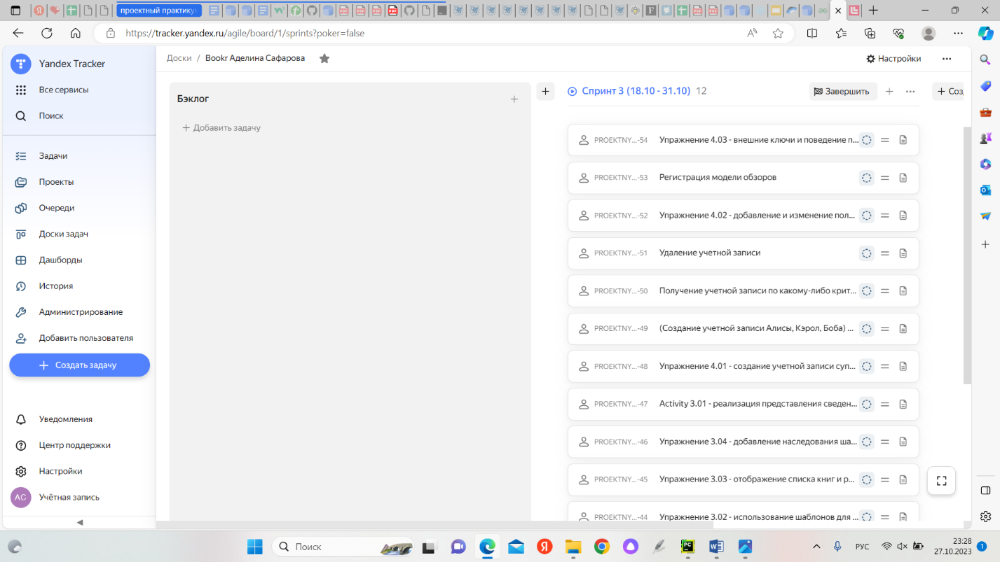 проектный практику
https://tracker.yandex.ru/agile/board/1/sprints?poker=false
Yandex Tracker
Все сервисы
Поиск
Задачи
Проекты
Очереди
Доски задач
Дашборды
История
Администрирование
Добавить пользователя
Создать задачу
Уведомления
Центр поддержки
Настройки
АС Учётная запись
Доски / Bookr Аделина Сафарова
Настройки
Бэклог
Добавить задачу
Спринт 3 (18.10 - 31.10) 12
Завершить
+ Соз
PROEKTNY...-54 Упражнение 4.03 - внешние ключи и поведение п...
PROEKTNY...-53 Регистрация модели обзоров
PROEKTNY...-52 Упражнение 4.02 - добавление и изменение пол...
PROEKTNY...-51 Удаление учетной записи
PROEKTNY...-50 Получение учетной записи по какому-либо крит...
PROEKTNY...-49 (Создание учетной записи Алисы, Кэрол, Боба) ...
PROEKTNY...-48 Упражнение 4.01 - создание учетной записи суп...
PROEKTNY...-47 Activity 3.01 - реализация представления сведен...
PROEKTNY...-46 Упражнение 3.04 - добавление наследования ша...
PROEKTNY...-45 Упражнение 3.03 - отображение списка книг и р...
PROEKTNY...-44 Упражнение 3.02 - использование шаблонов для ...
Поиск
РУС
23:28
27.10.2023
1